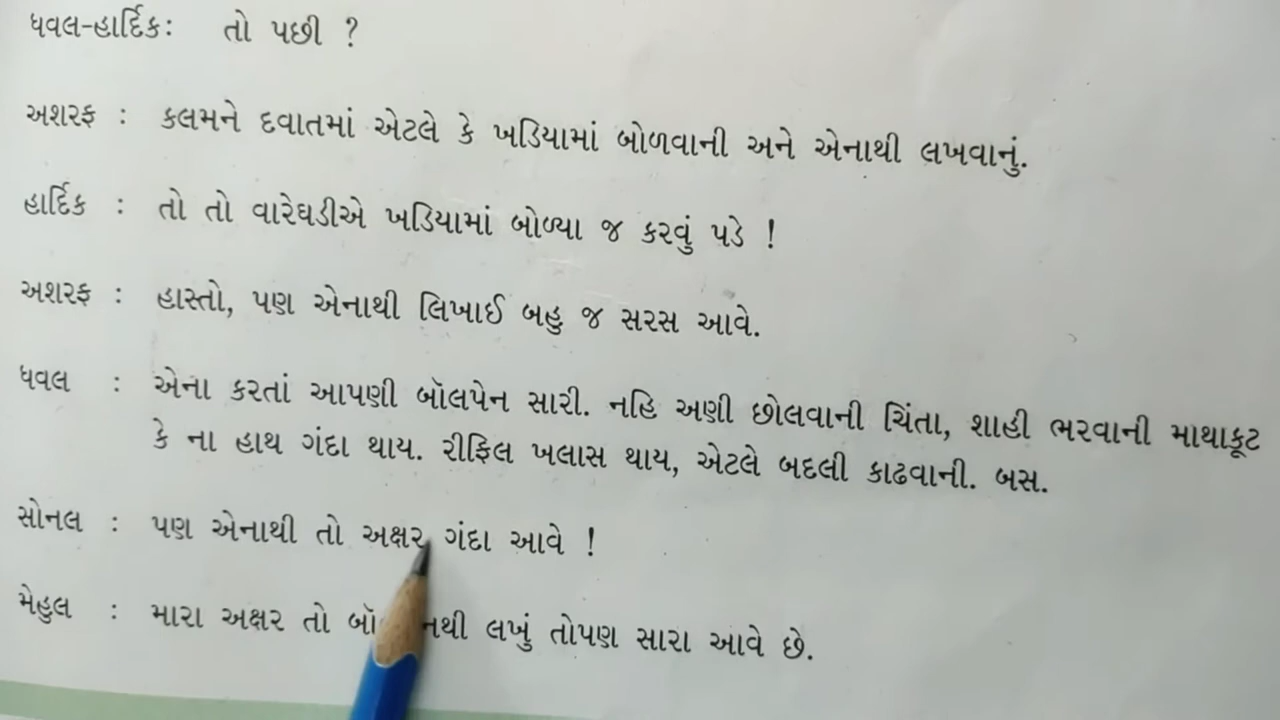 ધવલ-હાર્દિક: તો પછી ?
અશરફ : કલમને દવાતમાં એટલે કે ખડિયામાં બોળવાની અને એનાથી લખવાનું.
હાર્દિક : તો તો વારેઘડીએ ખડિયામાં બોળ્યા જ કરવું પડે !
અશરફ : હાસ્તો, પણ એનાથી લિખાઈ બહુ જ સરસ આવે.
ધવલ : એના કરતાં આપણી બૉલપેન સારી. નહિ અણી છોલવાની ચિંતા, શાહી ભરવાની માથાકૂટ
કે ના હાથ ગંદા થાય. રીફિલ ખલાસ થાય, એટલે બદલી કાઢવાની. બસ.
સોનલ : પણ એનાથી તો અક્ષર ગંદા આવે !
મેહુલ : મારા અક્ષર તો લખું તોપણ સારા આવે છે.